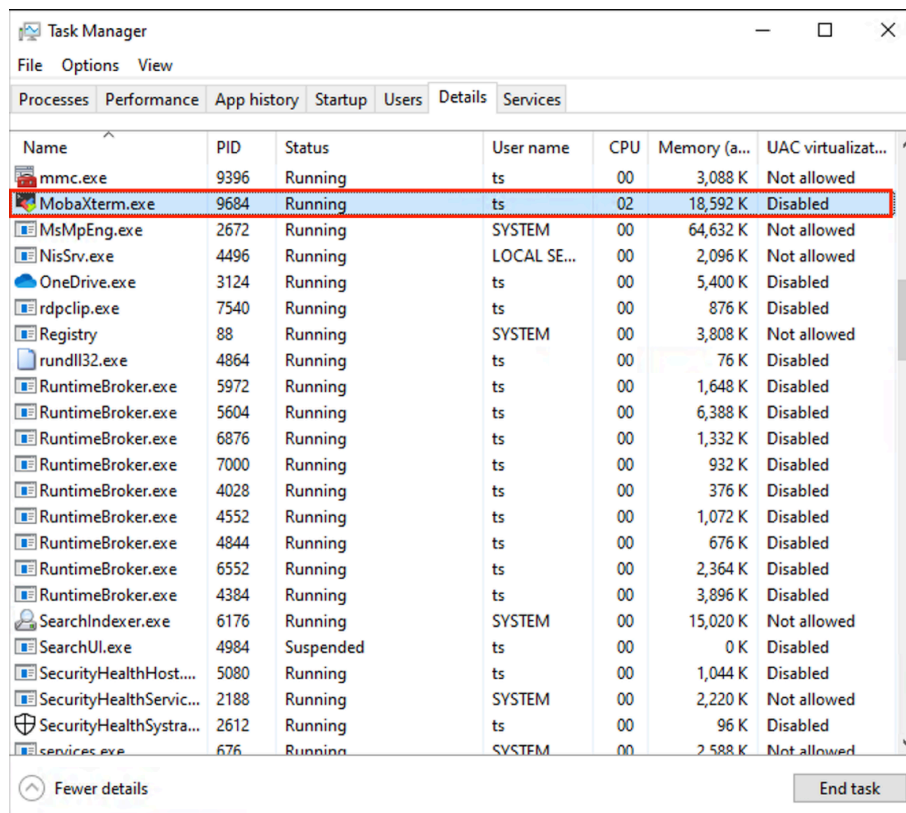 Task Manager
File Options View
Processes Performance App history Startup Users Details Services
Name PID Status User name CPU Memory (a... UAC virtualizat...
mmc.exe 9396 Running ts 00 3,088 K Not allowed
MobaXterm.exe 9684 Running ts 02 18,592 K Disabled
MsMpEng.exe 2672 Running SYSTEM 00 64,632 K Not allowed
NisSrv.exe 4496 Running LOCAL SE... 00 2,096 K Not allowed
OneDrive.exe 3124 Running ts 00 5,400 K Disabled
rdpclip.exe 7540 Running ts 00 876 K Disabled
Registry 88 Running SYSTEM 00 3,808 K Not allowed
rundll32.exe 4864 Running ts 00 76 K Disabled
RuntimeBroker.exe 5972 Running ts 00 1,648 K Disabled
RuntimeBroker.exe 5604 Running ts 00 6,388 K Disabled
RuntimeBroker.exe 6876 Running ts 00 1,332 K Disabled
RuntimeBroker.exe 7000 Running ts 00 932 K Disabled
RuntimeBroker.exe 4028 Running ts 00 376 K Disabled
RuntimeBroker.exe 4552 Running ts 00 1,072 K Disabled
RuntimeBroker.exe 4844 Running ts 00 676 K Disabled
RuntimeBroker.exe 6552 Running ts 00 2,364 K Disabled
RuntimeBroker.exe 4384 Running ts 00 3,896 K Disabled
SearchIndexer.exe 6176 Running SYSTEM 00 15,020 K Not allowed
SearchUI.exe 4984 Suspended ts 00 0 K Disabled
SecurityHealthHost.... 5080 Running ts 00 1,044 K Disabled
SecurityHealthServic... 2188 Running SYSTEM 00 2,220 K Not allowed
SecurityHealthSystra... 2612 Running ts 00 96 K Disabled
services.exe 676 Running SYSTEM 00 2,588 K Not allowed
Fewer details End task